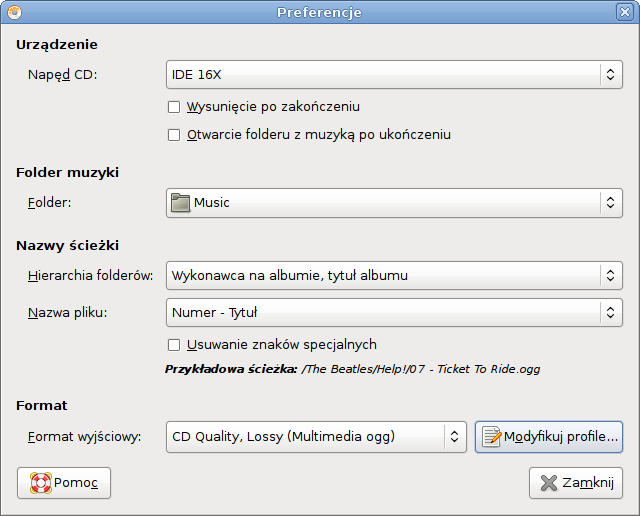 Preferencje
Urządzenie
Napęd CD: IDE 16X
Wysunięcie po zakończeniu
Otwarcie folderu z muzyką po ukończeniu
Folder muzyki
Folder: Music
Nazwy ścieżki
Hierarchia folderów: Wykonawca na albumie, tytuł albumu
Nazwa pliku: Numer - Tytuł
Usuwanie znaków specjalnych
Przykładowa ścieżka: /The Beatles/Help!/07 - Ticket To Ride.ogg
Format
Format wyjściowy: CD Quality, Lossy (Multimedia ogg) Modyfikuj profile...
Pomoc Zamknij